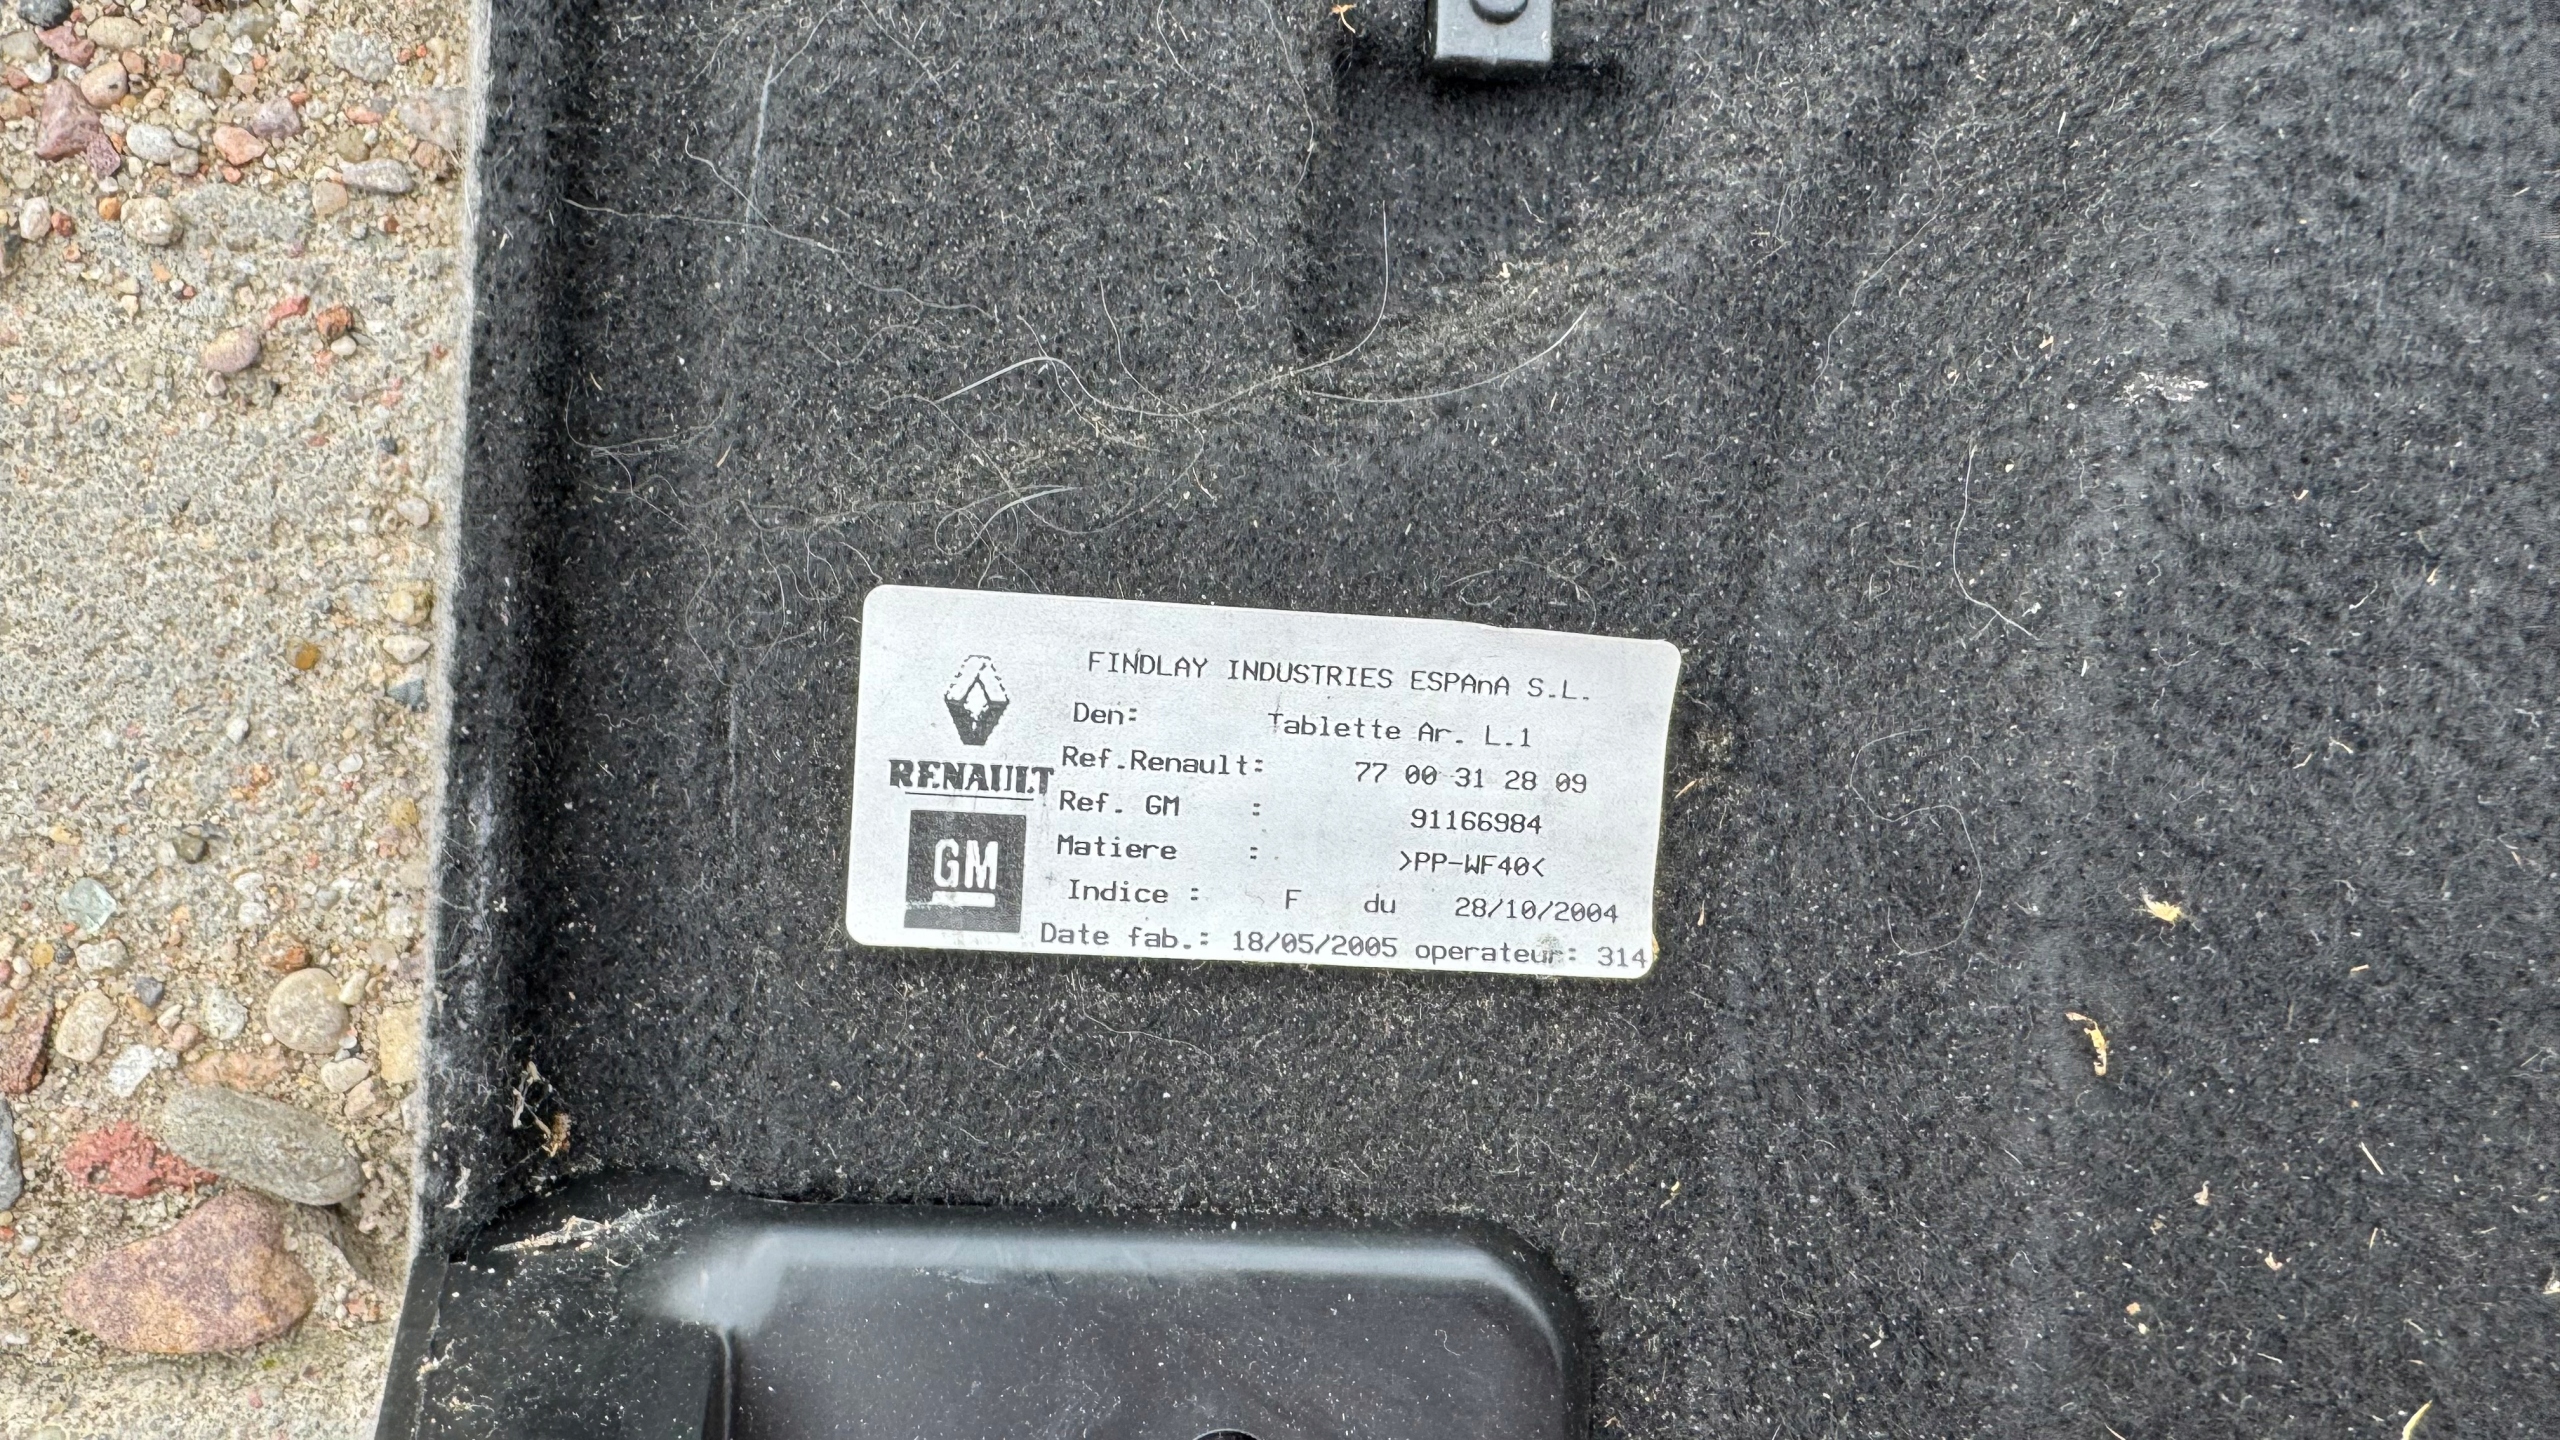 FINDLAY INDUSTRIES ESPAnA S.L.
Den: Tablette Ar. L.1
RENAULT
Ref.Renault: 77 00 31 28 09
Ref. GM : 91166984
GM
Matiere : >PP-WF40<
Indice : F du 28/10/2004
Date fab.: 18/05/2005 operateur: 314